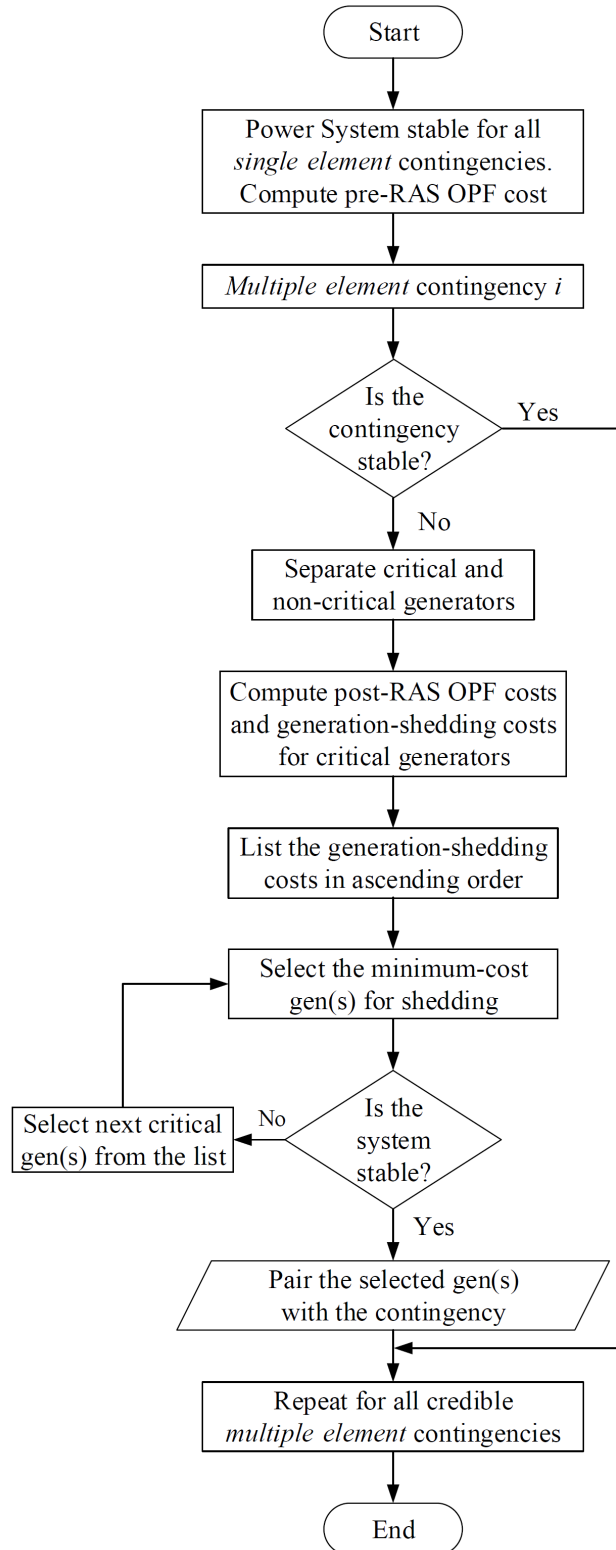 Start
Power System stable for all
single element contingencies.
Compute pre-RAS OPF cost
Multiple element contingency i
Is the
contingency
stable?
Yes
No
Separate critical and
non-critical generators
Compute post-RAS OPF costs
and generation-shedding costs
for critical generators
List the generation-shedding
costs in ascending order
Select the minimum-cost
gen(s) for shedding
Is the
system
stable?
No
Select next critical
gen(s) from the list
Yes
Pair the selected gen(s)
with the contingency
Repeat for all credible
multiple element contingencies
End